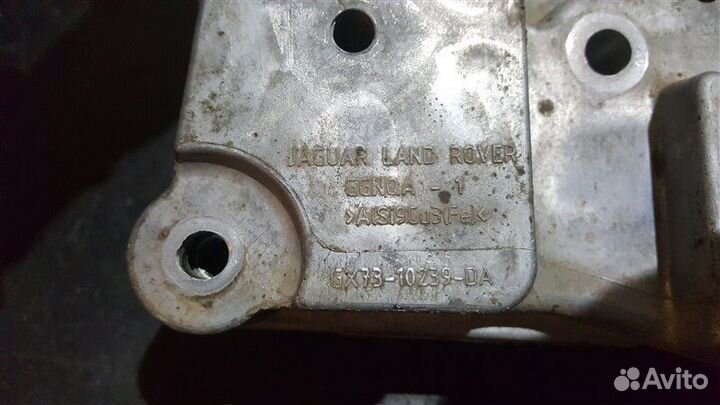 JAGUAR LAND ROVER
GGNQA - 1
>AlSi9Cu3(Fe)<
GX73-10239-DA
Avito